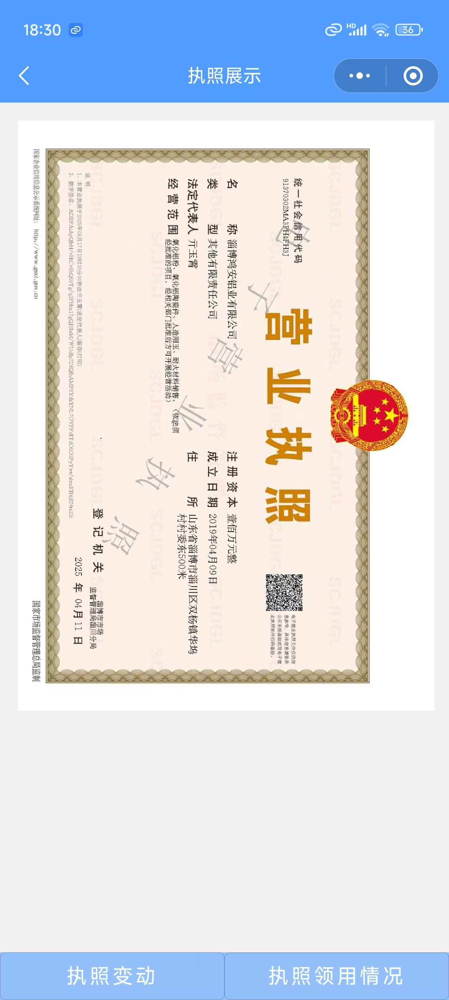 18:30
HD
36
执照展示
统一社会信用代码
91370302MA3PH4FH3J
营业执照
电子营业执照文件仅供信
息参考，具体信息请登录
公示系统查验或用电子营
业执照软件扫码查验。
名称 淄博鸿安铝业有限公司
类型 其他有限责任公司
法定代表人 亓玉霄
经营范围 氧化铝粉、氧化铝陶瓷件、人造刚玉、耐火材料销售。（依法须
经批准的项目，经相关部门批准后方可开展经营活动）
注册资本 壹佰万元整
成立日期 2019年04月09日
住所 山东省淄博市淄川区双杨镇华坞
村村委东500米
电子营业执照
登记机关
淄博市市场
监督管理局淄川分局
2025 年 04月 11 日
说明:
1、本营业执照于2025年06月17日18时30分30秒由亓玉霄(法定代表人)留存(打印)
2、数字签名:
国家企业信用信息公示系统网址: http://www.gsxt.gov.cn
国家市场监督管理总局监制
执照变动
执照领用情况